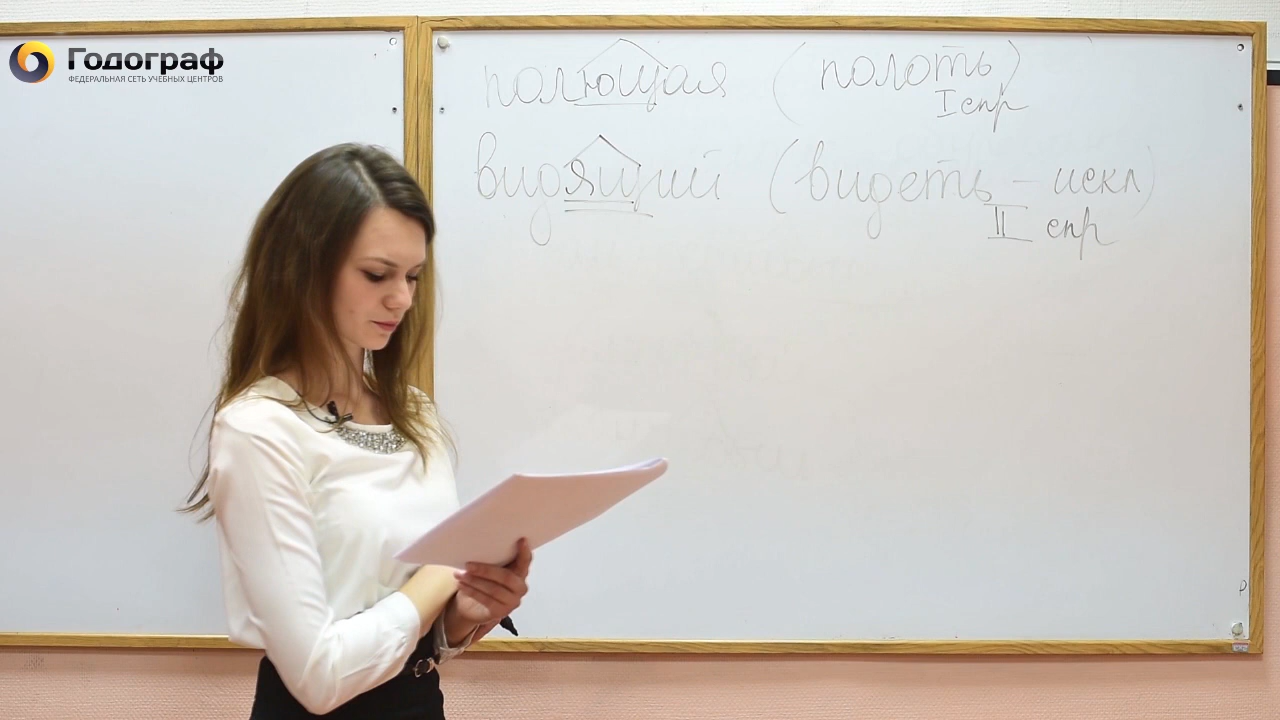 Годограф
ФЕДЕРАЛЬНАЯ СЕТЬ УЧЕБНЫХ ЦЕНТРОВ
полющая (полоть)
I спр
видящий (видеть - искл)
II спр